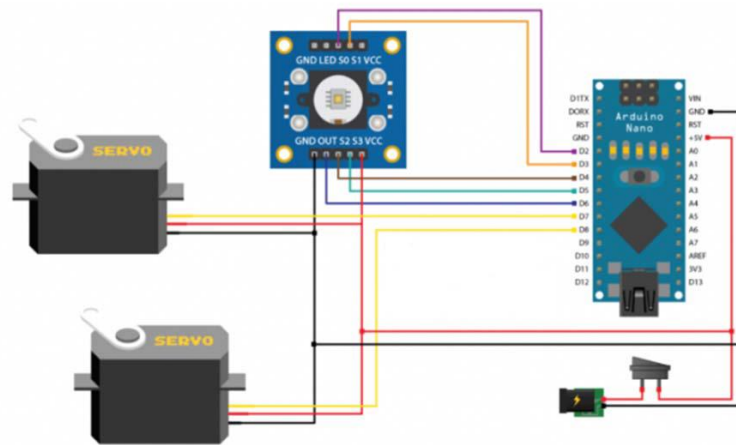 GND LED S0 S1 VCC
GND OUT S2 S3 VCC
SERVO
SERVO
Arduino
Nano
D1TX
DORX
RST
GND
D2
D3
D4
D5
D6
D7
D8
D9
D10
D11
D12
VIN
GND
RST
+5V
A0
A1
A2
A3
A4
A5
A6
A7
AREF
3V3
D13